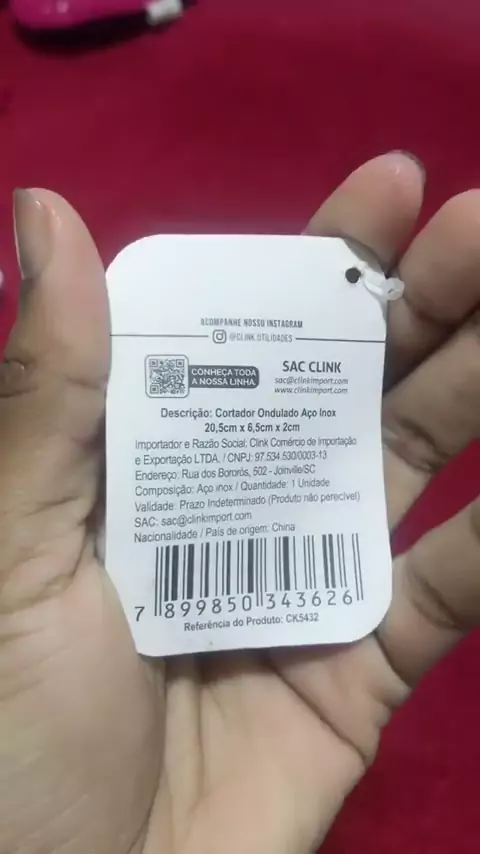 ACOMPANHE NOSSO INSTAGRAM
@CLINK.UTILIDADES
CONHEÇA TODA
A NOSSA LINHA
SAC CLINK
sac@clinkimport.com
www.clinkimport.com
Descrição: Cortador Ondulado Aço Inox
20,5cm x 6,5cm x 2cm
Importador e Razão Social: Clink Comércio de Importação
e Exportação LTDA. / CNPJ: 97.534.530/0003-13
Endereço: Rua dos Bororós, 502 - Joinville/SC
Composição: Aço inox / Quantidade: 1 Unidade
Validade: Prazo Indeterminado (Produto não perecível)
SAC: sac@clinkimport.com
Nacionalidade / País de origem: China
7 899850 343626
Referência do Produto: CK5432